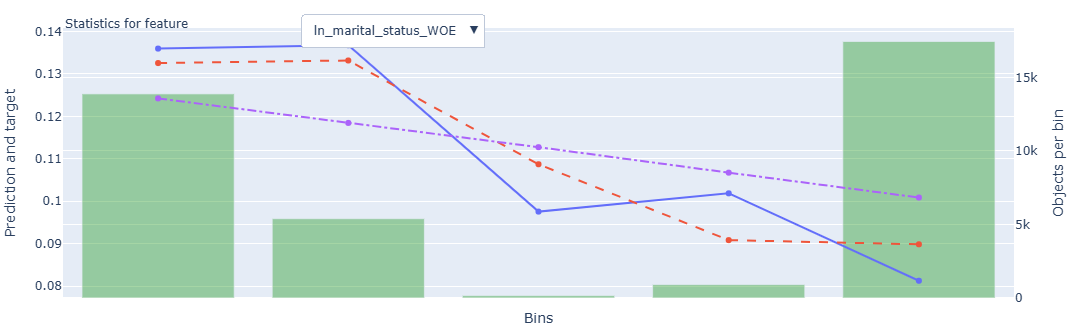 Statistics for feature
ln_marital_status_WOE ▼
Prediction and target
0.14
0.13
0.12
0.11
0.1
0.09
0.08
15k
10k
5k
0
Objects per bin
Bins